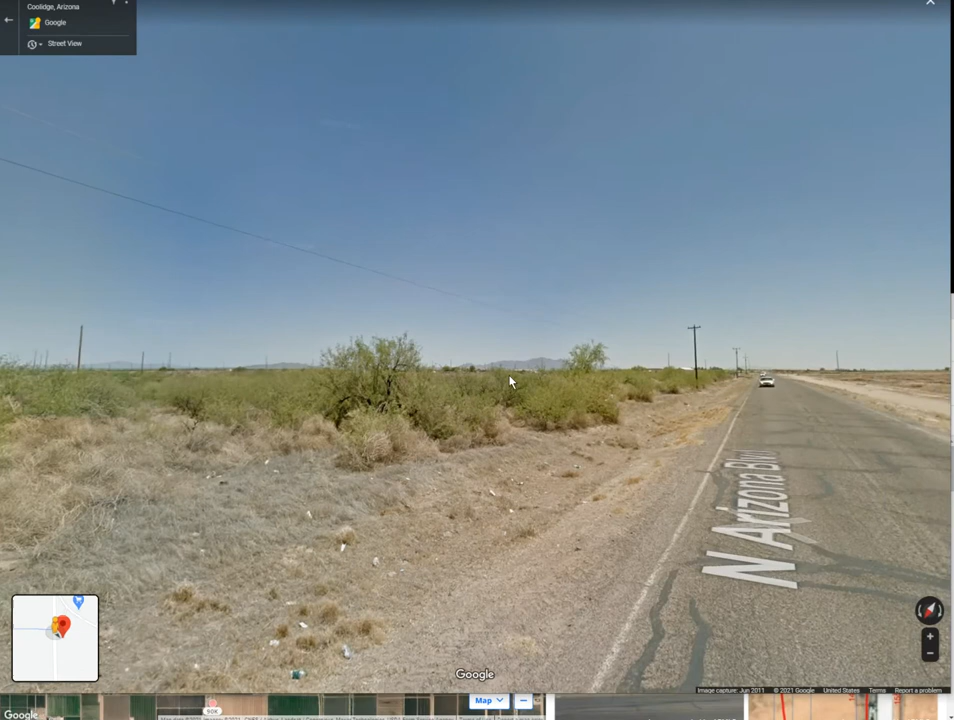 Coolidge, Arizona
Google
Street View
N Arizona Blvd
Google
Image capture: Jun 2011 © 2021 Google United States Terms Report a problem
90K
Map
Google